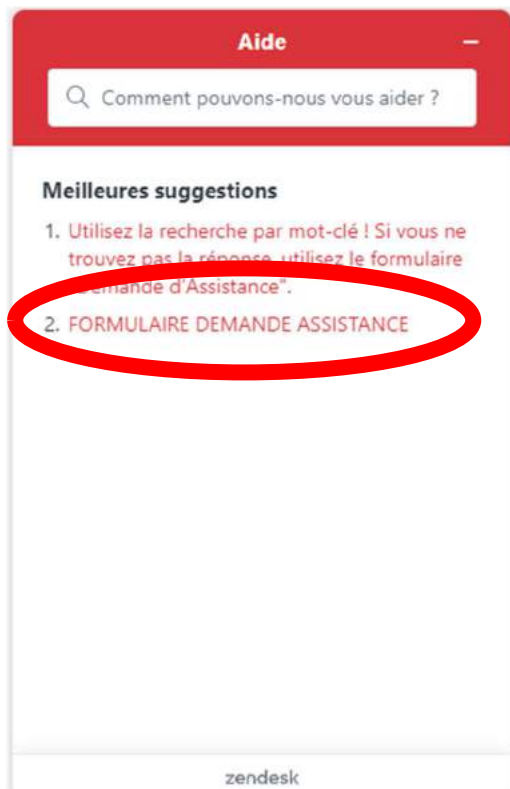 Aide
Comment pouvons-nous vous aider ?
Meilleures suggestions
1. Utilisez la recherche par mot-clé ! Si vous ne
trouvez pas la réponse, utilisez le formulaire
"Demande d'Assistance".
2. FORMULAIRE DEMANDE ASSISTANCE
zendesk